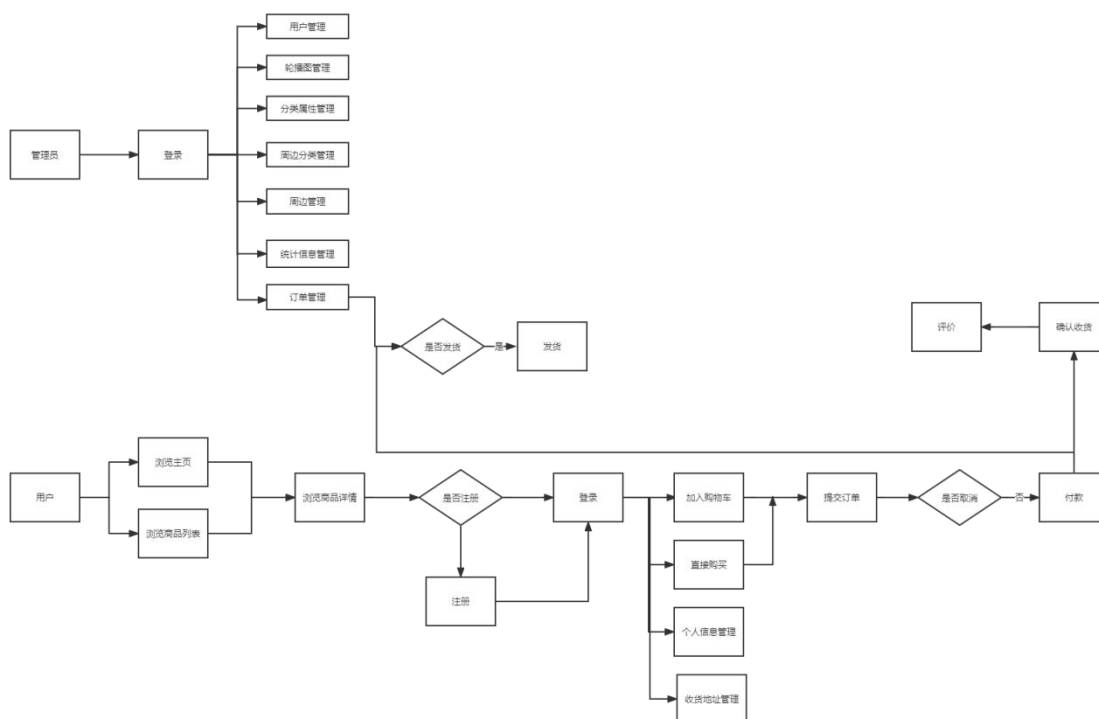 用户管理
轮播图管理
分类属性管理
管理员
登录
周边分类管理
周边管理
统计信息管理
订单管理
是否发货
是
发货
评价
确认收货
浏览主页
用户
浏览商品列表
浏览商品详情
是否注册
注册
登录
加入购物车
直接购买
个人信息管理
收货地址管理
提交订单
是否取消
否
付款